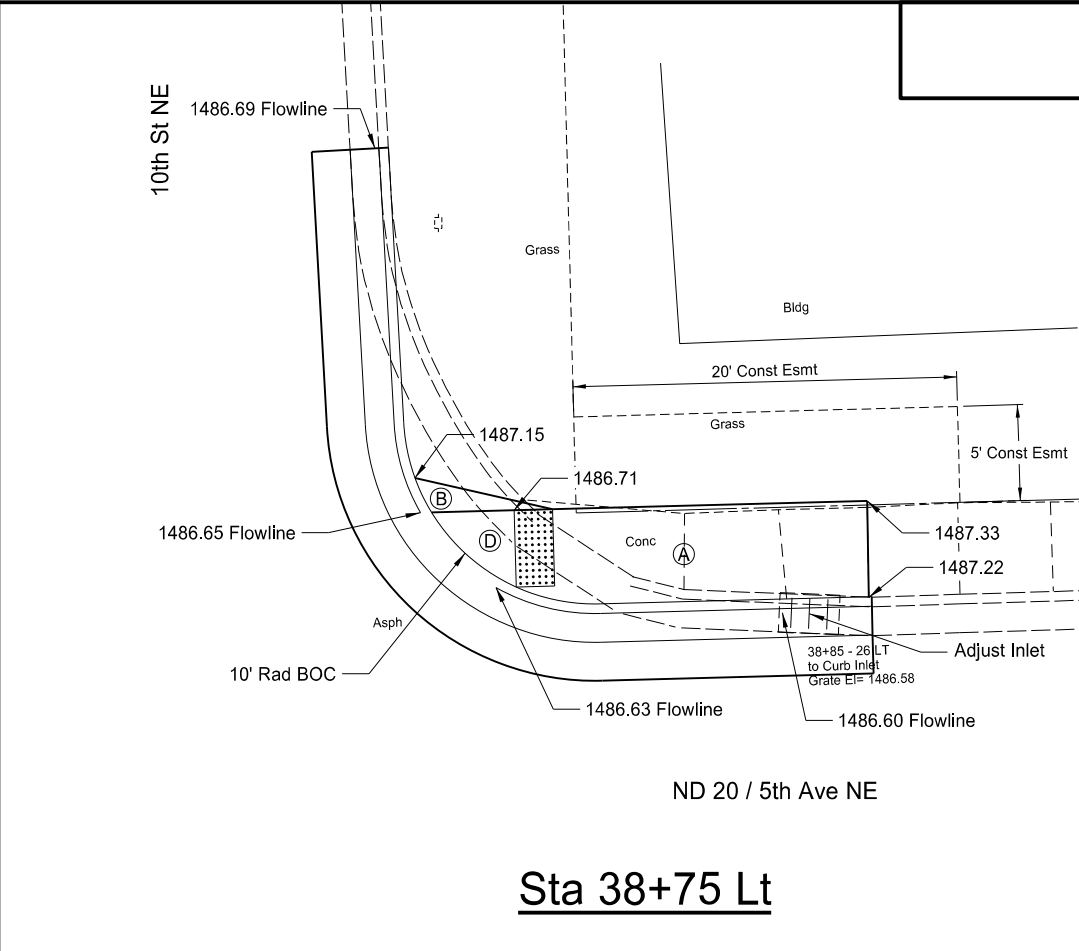 10th St NE
1486.69 Flowline
Grass
Bldg
20' Const Esmt
Grass
5' Const Esmt
1487.15
1486.71
B
1486.65 Flowline
D
Conc
A
1487.33
1487.22
Asph
10' Rad BOC
38+85 - 26 LT
to Curb Inlet
Grate El= 1486.58
Adjust Inlet
1486.63 Flowline
1486.60 Flowline
ND 20 / 5th Ave NE
Sta 38+75 Lt